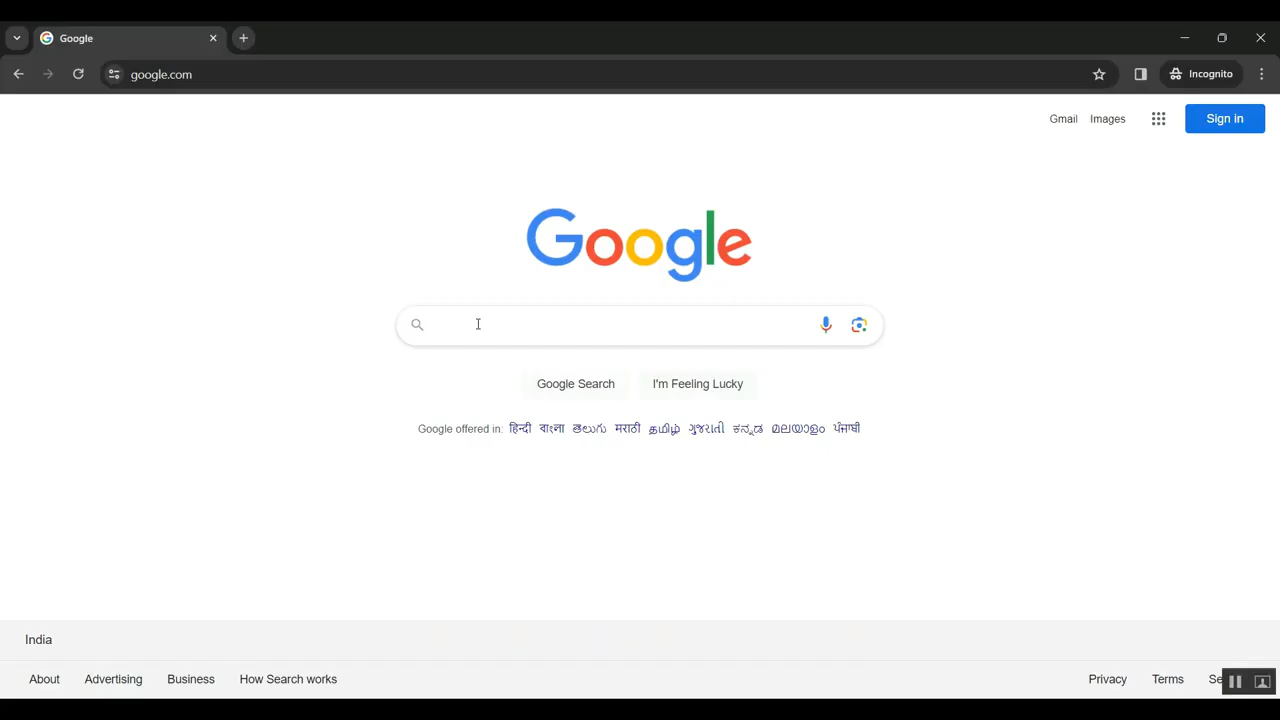 Google
google.com
Incognito
Gmail Images Sign in
Google
Google Search I'm Feeling Lucky
Google offered in: हिन्दी বাংলা తెలుగు मराठी தமிழ் ગુજરાતી ಕನ್ನಡ മലയാളം ਪੰਜਾਬੀ
India
About Advertising Business How Search works Privacy Terms Se